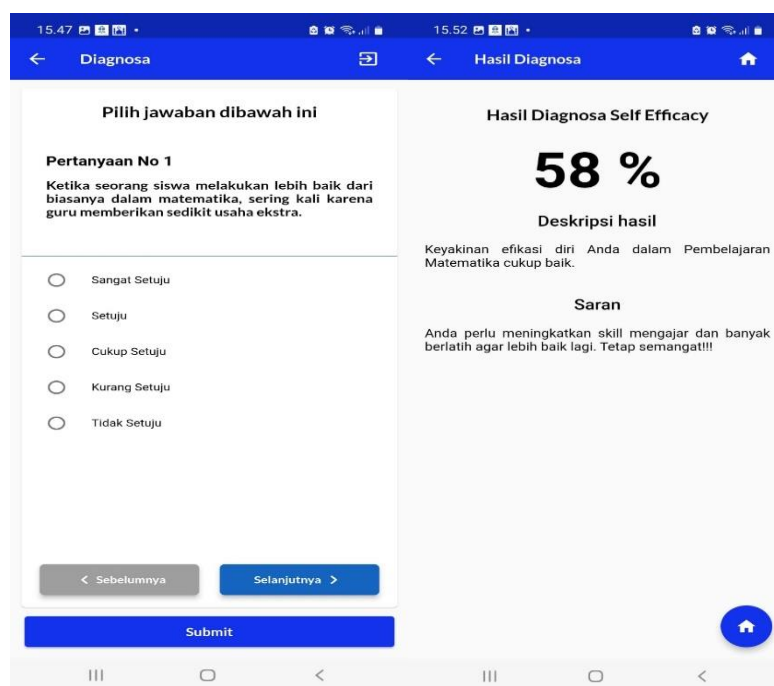 15.47
Diagnosa
Pilih jawaban dibawah ini
Pertanyaan No 1
Ketika seorang siswa melakukan lebih baik dari
biasanya dalam matematika, sering kali karena
guru memberikan sedikit usaha ekstra.
Sangat Setuju
Setuju
Cukup Setuju
Kurang Setuju
Tidak Setuju
< Sebelumnya
Selanjutnya >
Submit
15.52
Hasil Diagnosa
Hasil Diagnosa Self Efficacy
58 %
Deskripsi hasil
Keyakinan efikasi diri Anda dalam Pembelajaran
Matematika cukup baik.
Saran
Anda perlu meningkatkan skill mengajar dan banyak
berlatih agar lebih baik lagi. Tetap semangat!!!